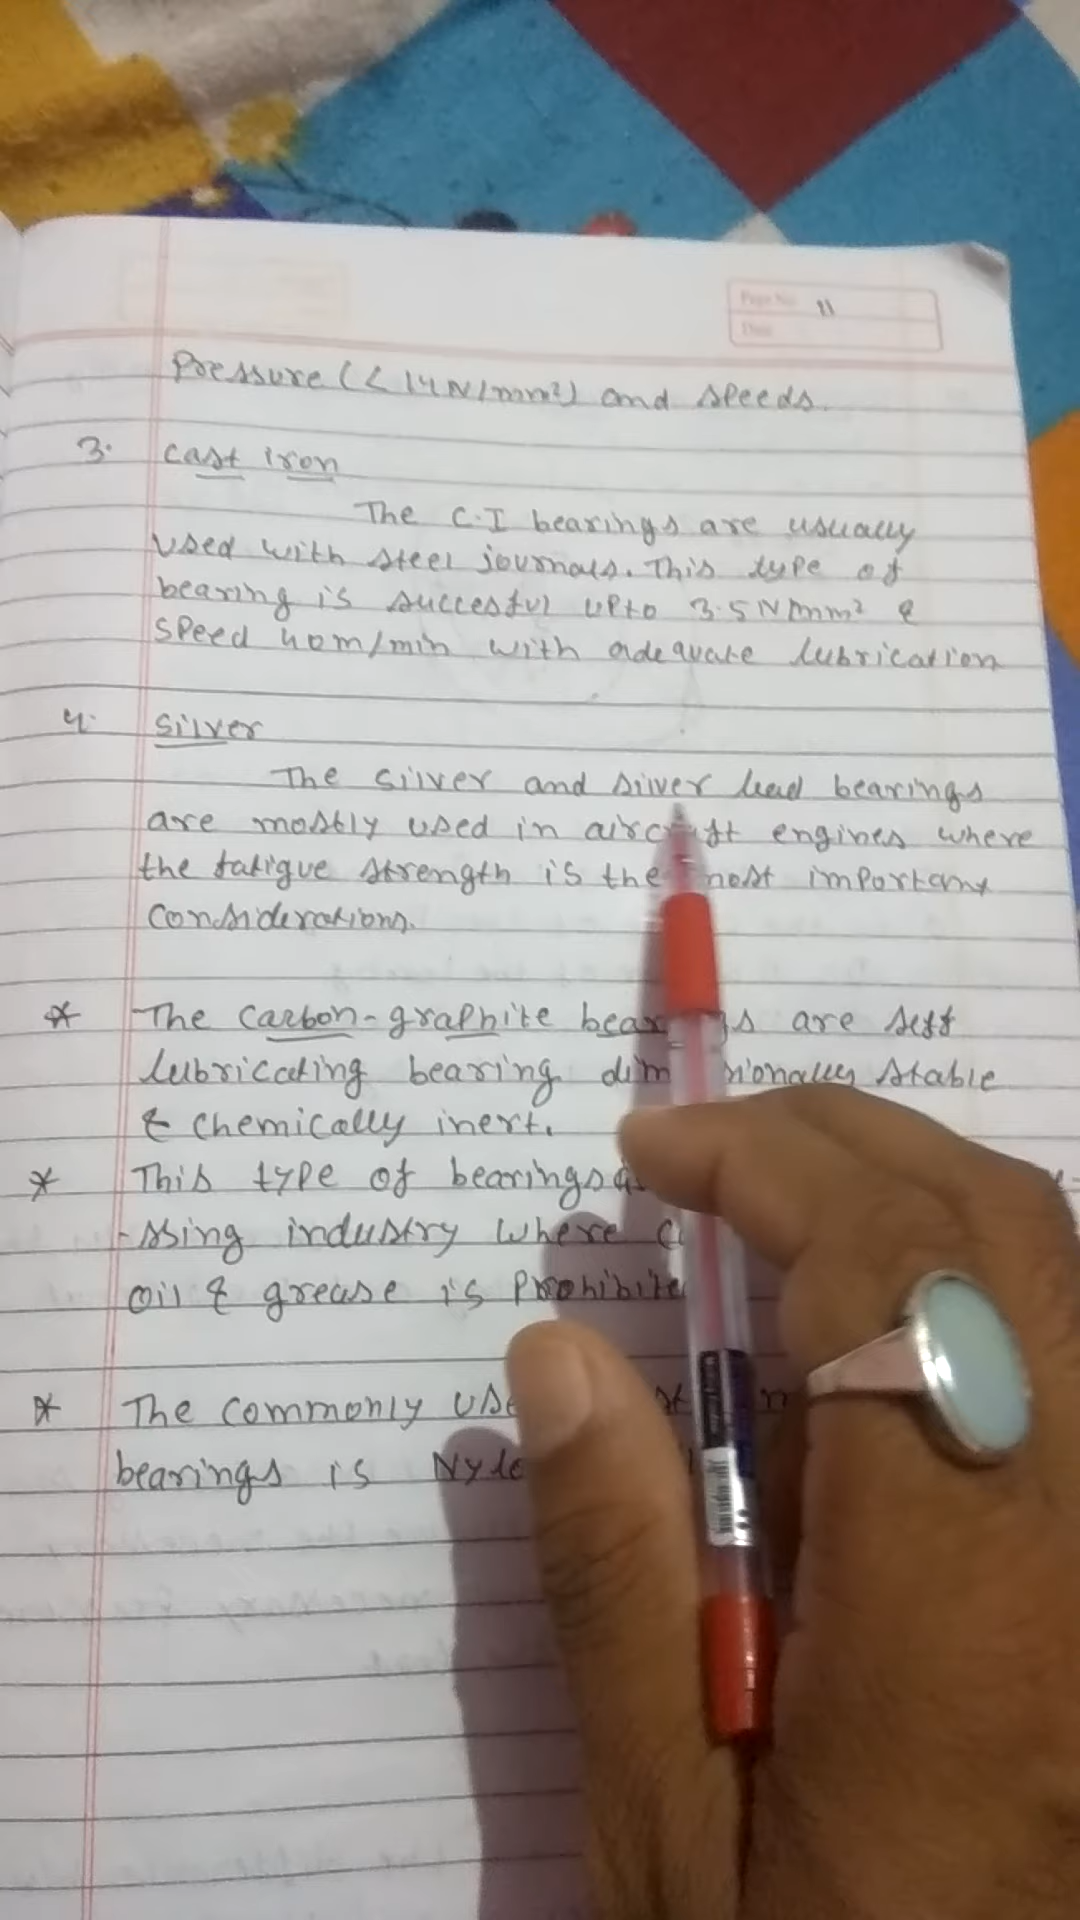 Page No. 11
Date
Pressure (< 14 N/mm²) and speeds.
3. cast iron
The C.I bearings are usually
used with steel journals. This type of
bearing is succesful upto 3.5 N/mm² &
speed 40m/min with adequate lubrication
4. Silver
The silver and silver lead bearings
are mostly used in aircraft engines where
the fatigue strength is the most important
considerations.
* The carbon-graphite bearings are self
lubricating bearing dimensionally stable
& chemically inert.
* This type of bearings
-ssing industry where
oil & grease is Prohibite
* The commonly use
bearings is